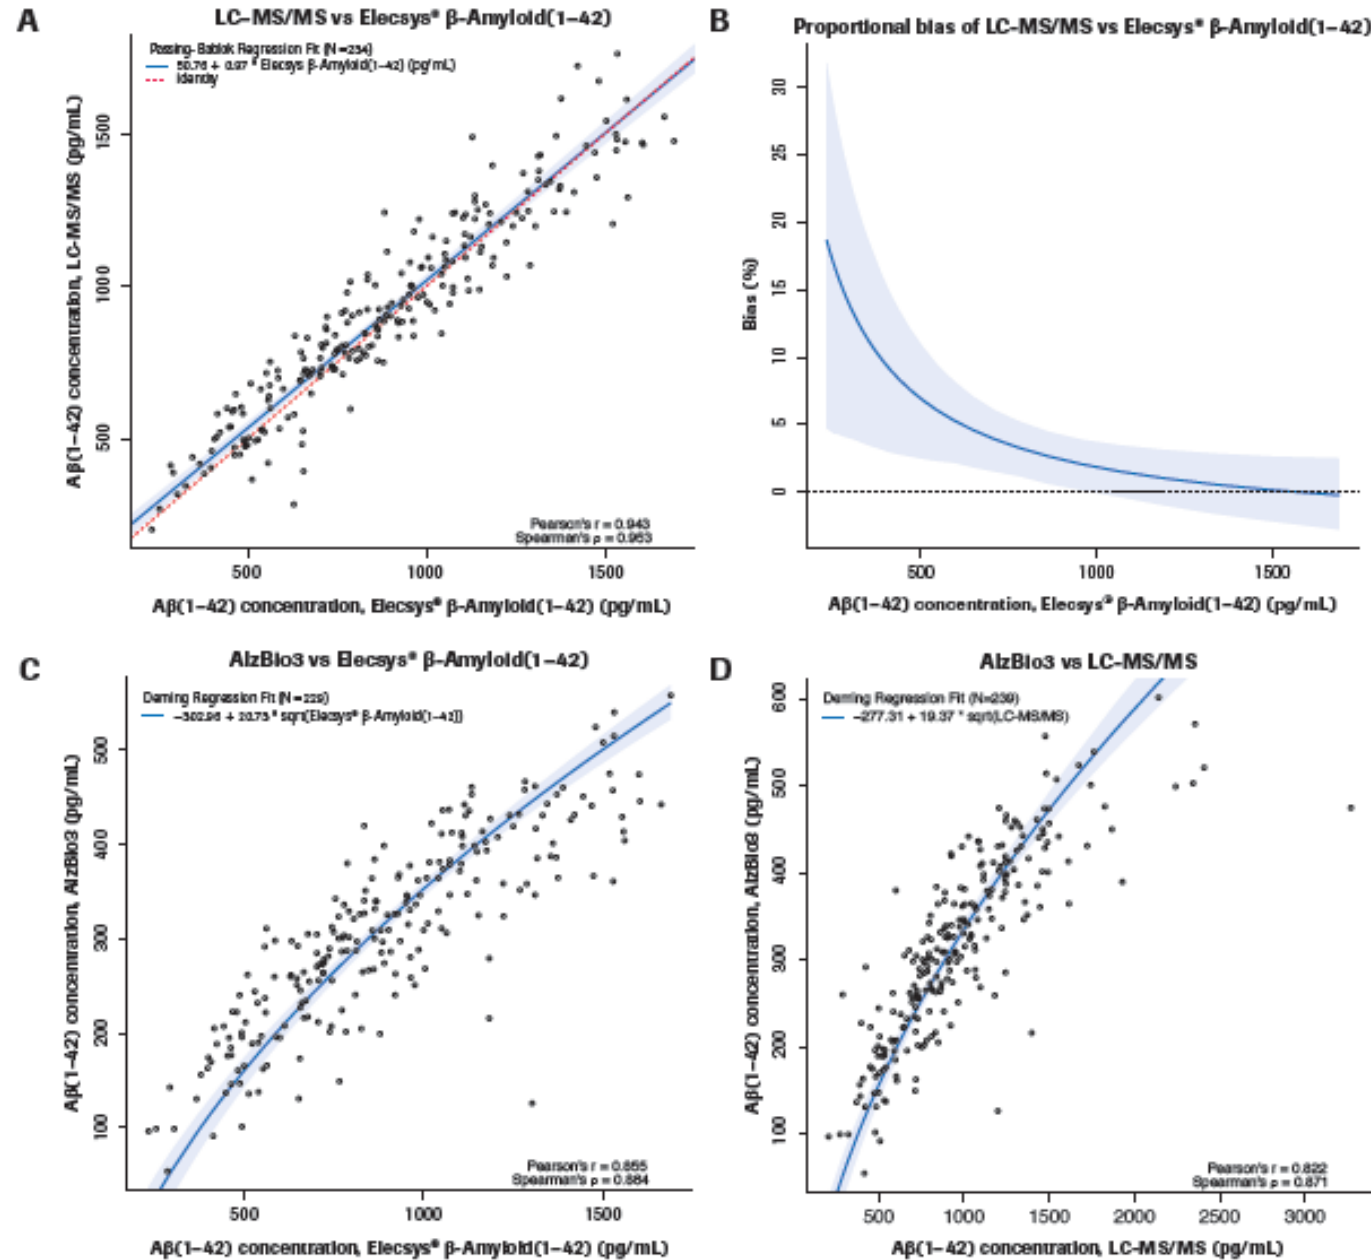 A
LC-MS/MS vs Elecsys® β-Amyloid(1-42)
Passing-Bablok Regression Fit (N=234)
50.76 + 0.97 * Elecsys β-Amyloid(1-42) (pg/mL)
Identity
Aβ(1-42) concentration, LC-MS/MS (pg/mL)
1500
1000
500
Pearson's r = 0.943
Spearman's ρ = 0.953
500 1000 1500
Aβ(1-42) concentration, Elecsys® β-Amyloid(1-42) (pg/mL)
B
Proportional bias of LC-MS/MS vs Elecsys® β-Amyloid(1-42)
Bias (%)
30
25
20
15
10
5
0
500 1000 1500
Aβ(1-42) concentration, Elecsys® β-Amyloid(1-42) (pg/mL)
C
AlzBio3 vs Elecsys® β-Amyloid(1-42)
Deming Regression Fit (N=229)
-302.96 + 20.73 * sqrt(Elecsys® β-Amyloid(1-42))
Aβ(1-42) concentration, AlzBio3 (pg/mL)
500
400
300
200
100
Pearson's r = 0.855
Spearman's ρ = 0.884
500 1000 1500
Aβ(1-42) concentration, Elecsys® β-Amyloid(1-42) (pg/mL)
D
AlzBio3 vs LC-MS/MS
Deming Regression Fit (N=239)
-277.31 + 19.37 * sqrt(LC-MS/MS)
Aβ(1-42) concentration, AlzBio3 (pg/mL)
600
500
400
300
200
100
Pearson's r = 0.822
Spearman's ρ = 0.871
500 1000 1500 2000 2500 3000
Aβ(1-42) concentration, LC-MS/MS (pg/mL)